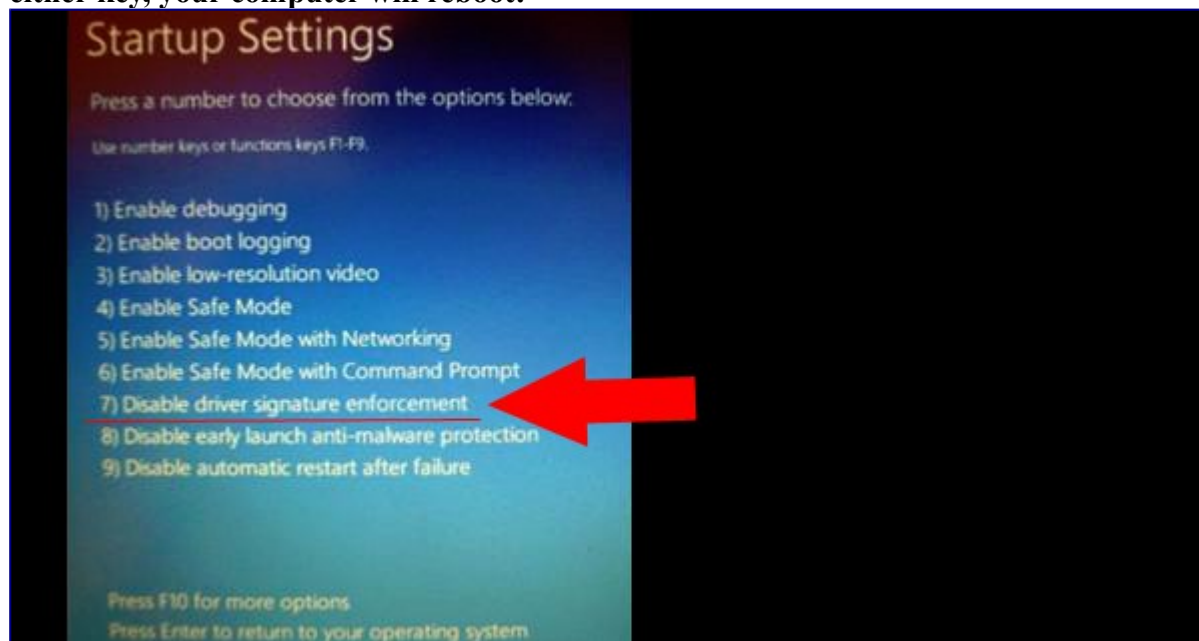 either key, your computer will reboot.
Startup Settings
Press a number to choose from the options below:
Use number keys or functions keys F1-F9.
1) Enable debugging
2) Enable boot logging
3) Enable low-resolution video
4) Enable Safe Mode
5) Enable Safe Mode with Networking
6) Enable Safe Mode with Command Prompt
7) Disable driver signature enforcement
8) Disable early launch anti-malware protection
9) Disable automatic restart after failure
Press F10 for more options
Press Enter to return to your operating system